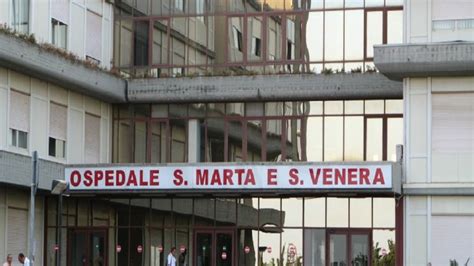 OSPEDALE S. MARTA E S. VENERA